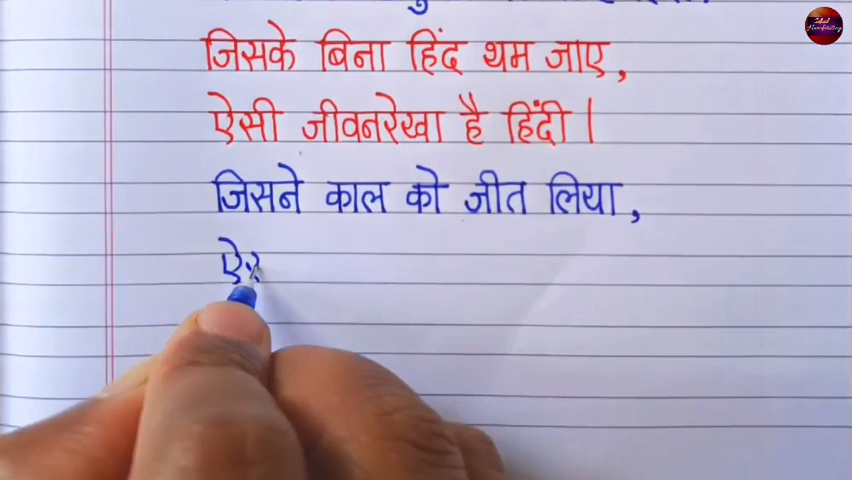 जिसके बिना हिंद थम जाए,
ऐसी जीवनरेखा है हिंदी।
जिसने काल को जीत लिया,